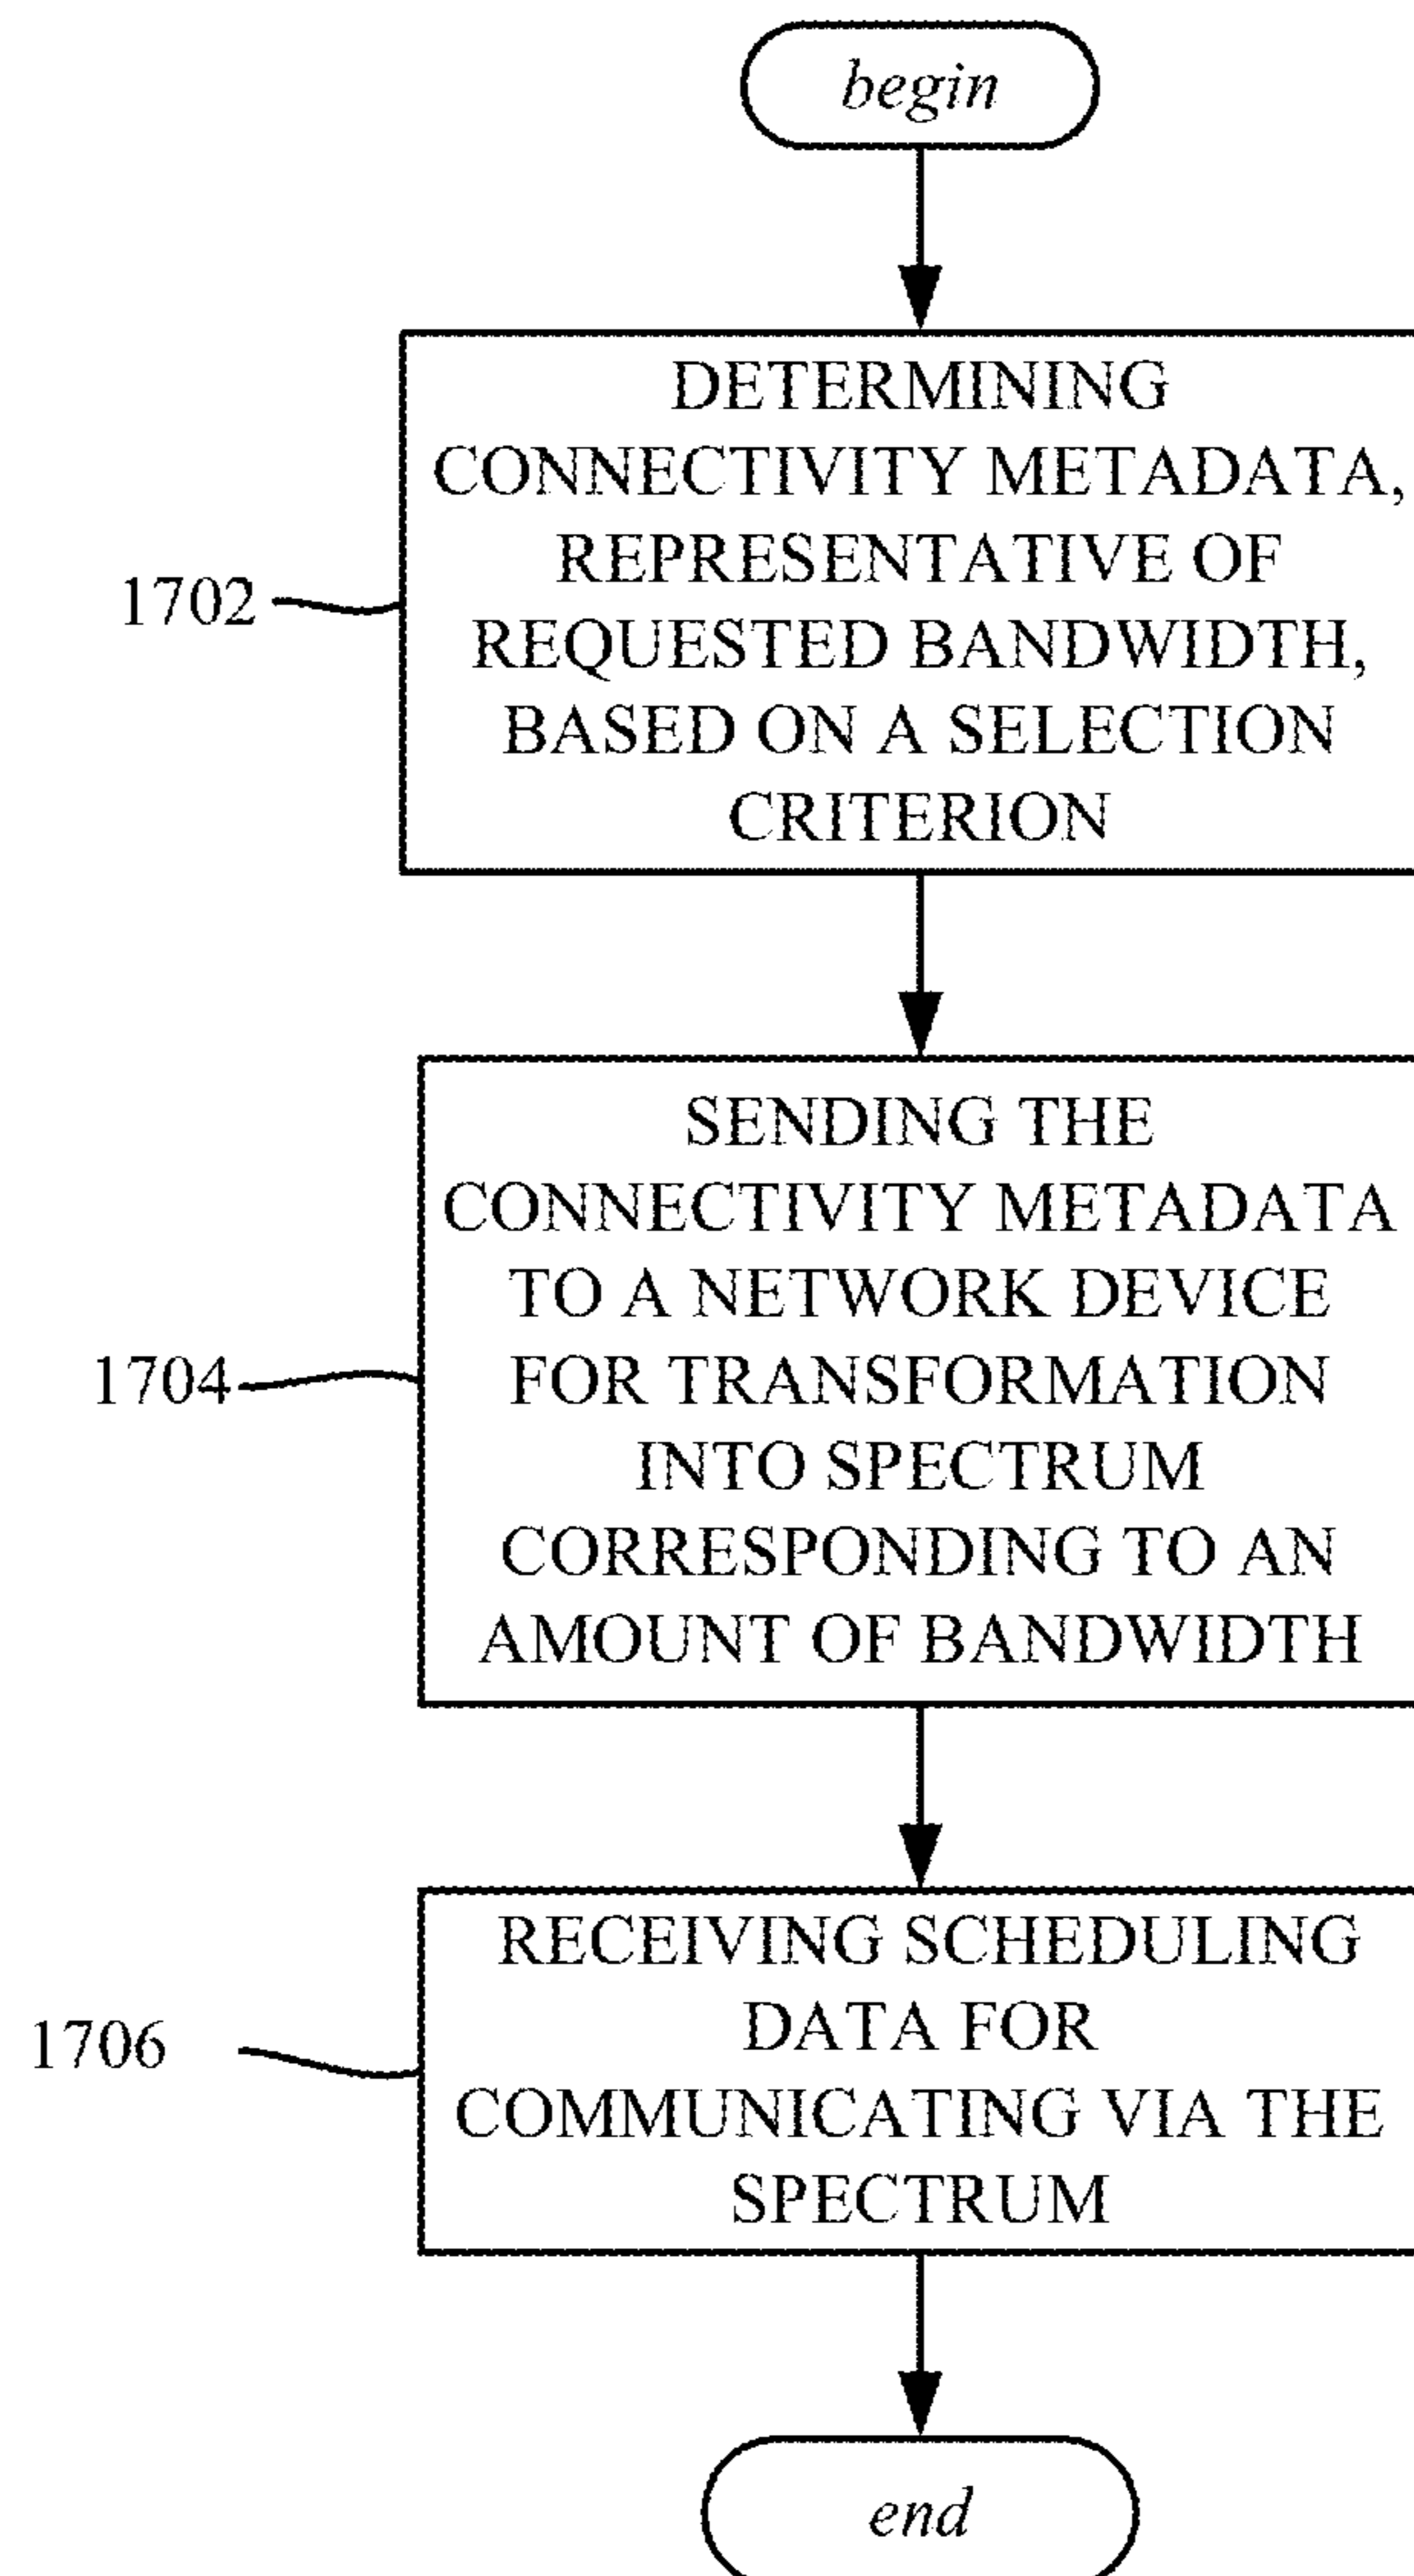 begin
DETERMINING
CONNECTIVITY METADATA,
REPRESENTATIVE OF
1702
REQUESTED BANDWIDTH,
BASED ON A SELECTION
CRITERION
SENDING THE
CONNECTIVITY METADATA
TO A NETWORK DEVICE
1704
FOR TRANSFORMATION
INTO SPECTRUM
CORRESPONDING TO AN
AMOUNT OF BANDWIDTH
RECEIVING SCHEDULING
DATA FOR
1706
COMMUNICATING VIA THE
SPECTRUM
end